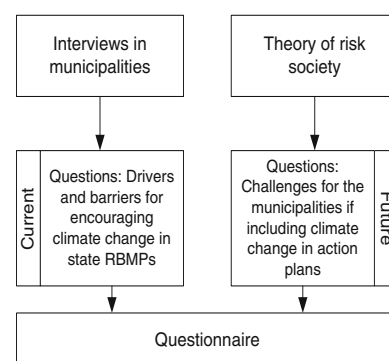 Interviews in
municipalities
Theory of risk
society
Current
Questions: Drivers
and barriers for
encouraging
climate change in
state RBMPs
Questions:
Challenges for the
municipalities if
including climate
change in action
plans
Future
Questionnaire